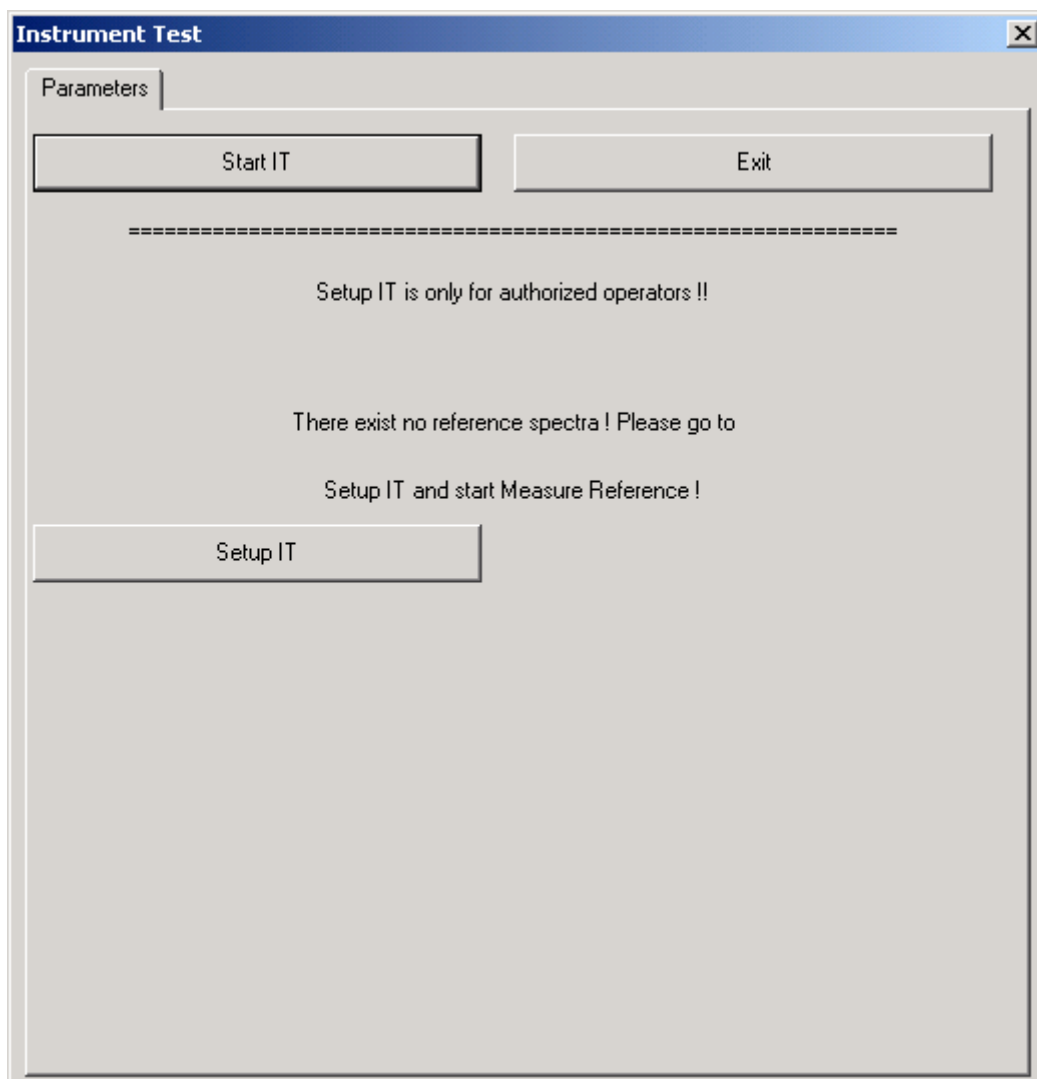 Instrument Test
Parameters
Start IT
Exit
================================================================
Setup IT is only for authorized operators !!
There exist no reference spectra ! Please go to
Setup IT and start Measure Reference !
Setup IT